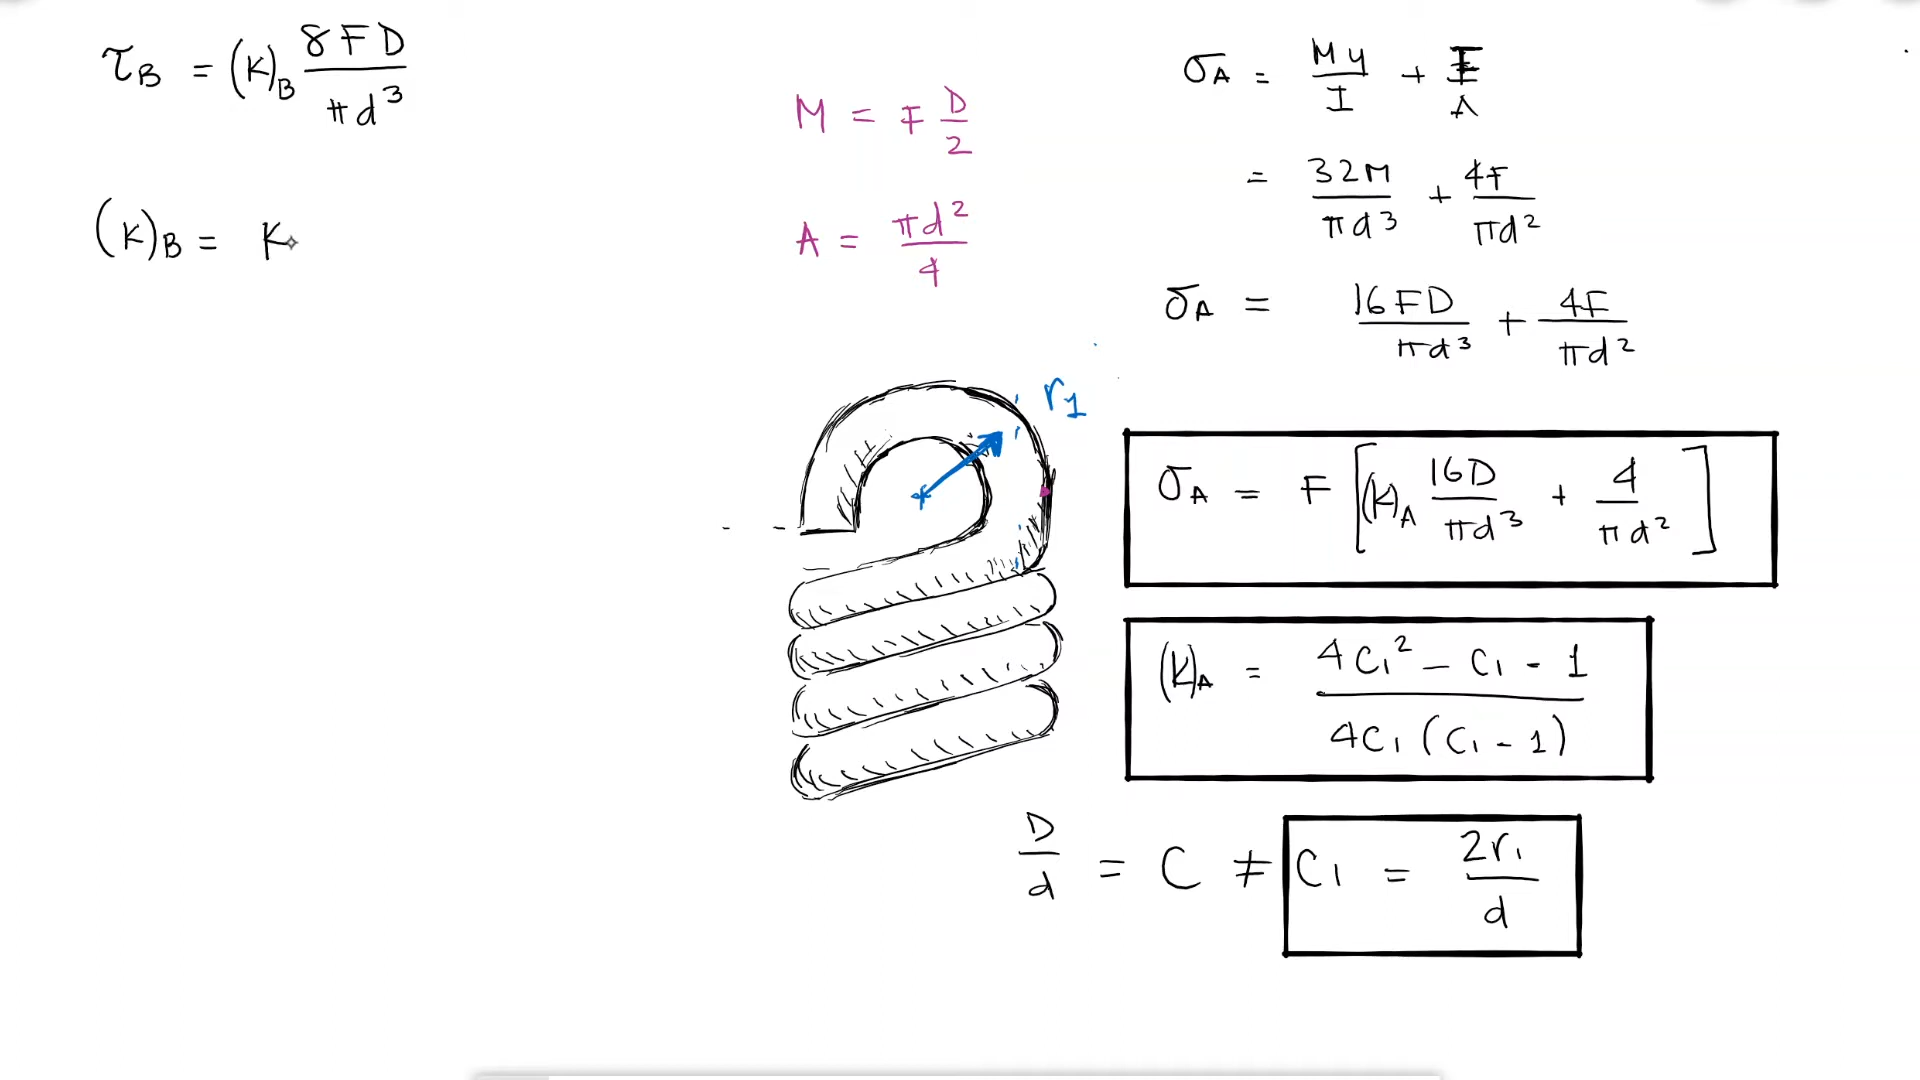 τB = (K)B 8FD / πd³
(K)B = K
M = F D / 2
A = πd² / 4
σA = My / I + F / A
= 32M / πd³ + 4F / πd²
σA = 16FD / πd³ + 4F / πd²
r1
σA = F [(K)A 16D / πd³ + 4 / πd²]
(K)A = 4C1² - C1 - 1 / 4C1 (C1 - 1)
D / d = C ≠ C1 = 2r1 / d